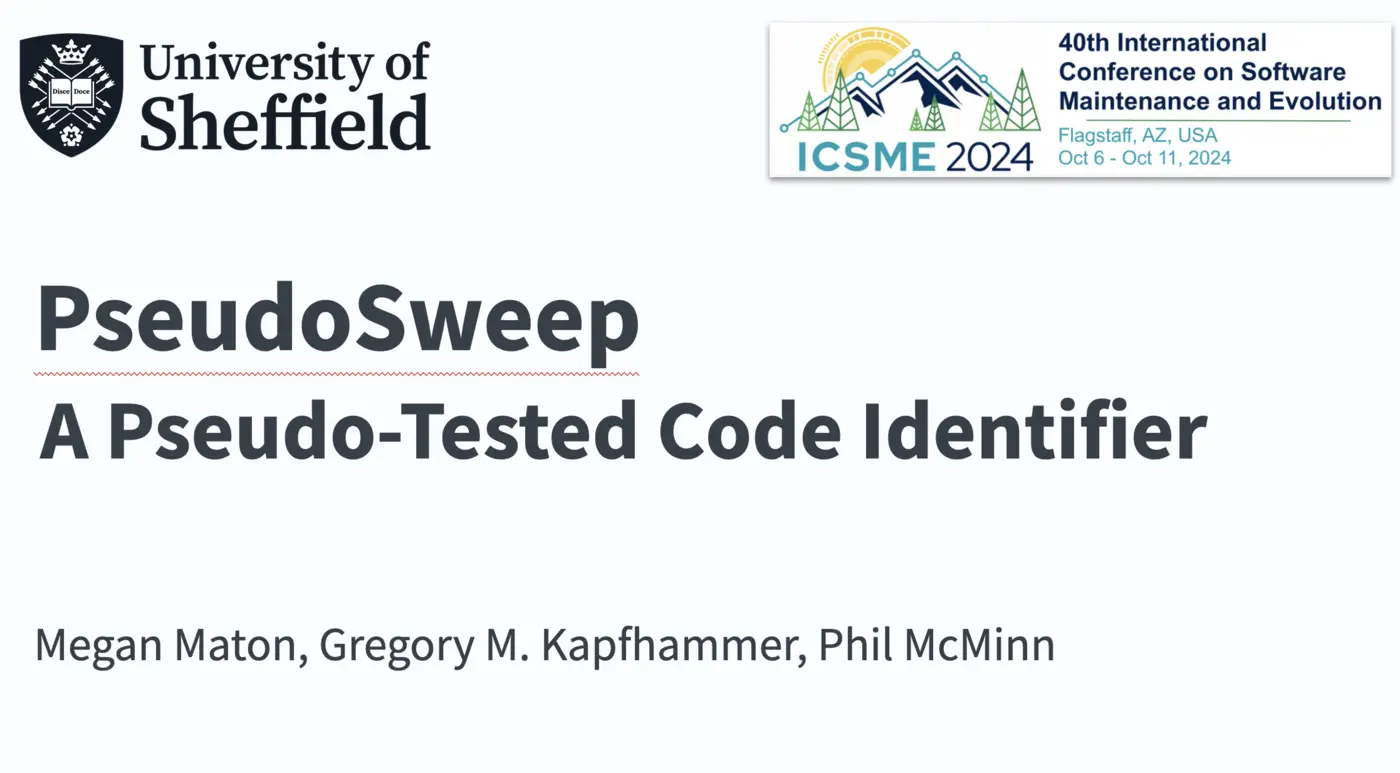 University of
Sheffield
Disce Doce
40th International
Conference on Software
Maintenance and Evolution
Flagstaff, AZ, USA
Oct 6 - Oct 11, 2024
ICSME 2024
PseudoSweep
A Pseudo-Tested Code Identifier
Megan Maton, Gregory M. Kapfhammer, Phil McMinn